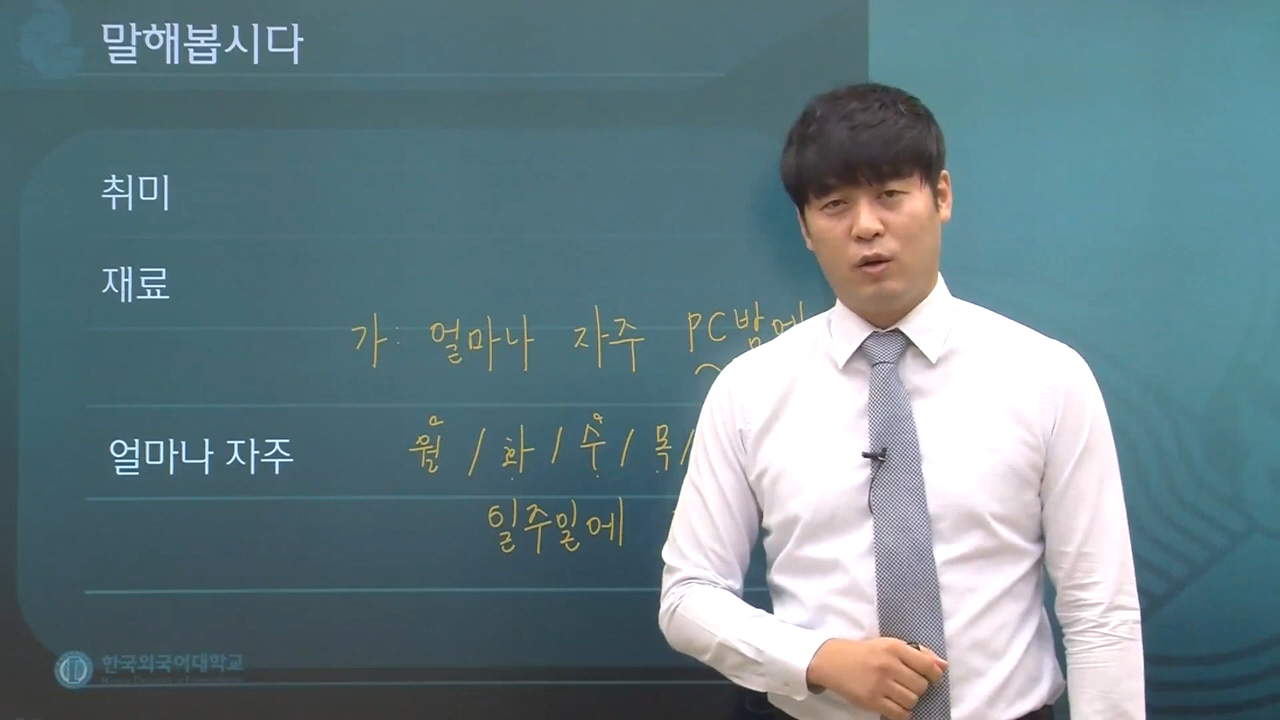 말해봅시다
취미
재료
가: 얼마나 자주 PC방에
얼마나 자주
월 / 화 / 수 / 목 /
일주일에
한국외국어대학교